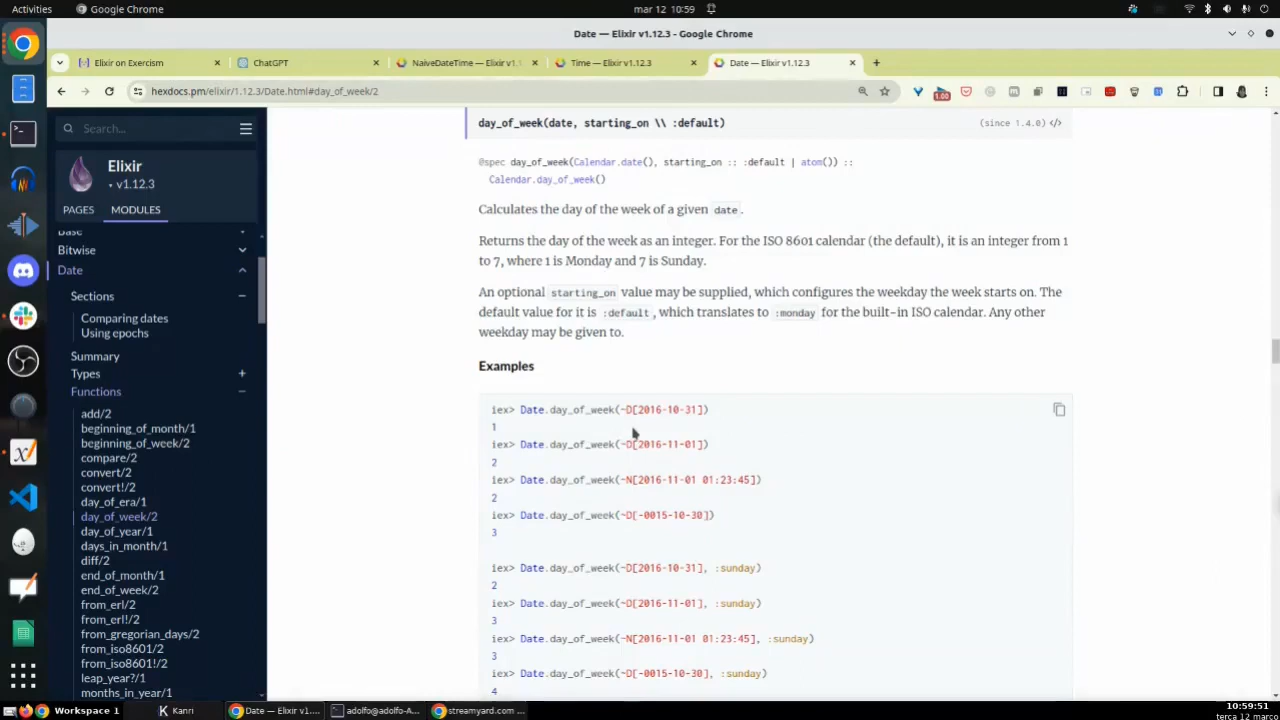 Activities
Google Chrome
mar 12 10:59
Date — Elixir v1.12.3 - Google Chrome
Elixir on Exercism
ChatGPT
NaiveDateTime — Elixir v1.1
Time — Elixir v1.12.3
Date — Elixir v1.12.3
hexdocs.pm/elixir/1.12.3/Date.html#day_of_week/2
1.00
Search...
Elixir
v1.12.3
PAGES
MODULES
Base
Bitwise
Date
Sections
Comparing dates
Using epochs
Summary
Types
Functions
add/2
beginning_of_month/1
beginning_of_week/2
compare/2
convert/2
convert!/2
day_of_era/1
day_of_week/2
day_of_year/1
days_in_month/1
diff/2
end_of_month/1
end_of_week/2
from_erl/2
from_erl!/2
from_gregorian_days/2
from_iso8601/2
from_iso8601!/2
leap_year?/1
months_in_year/1
day_of_week(date, starting_on \\ :default)
(since 1.4.0) </>
@spec day_of_week(Calendar.date(), starting_on :: :default | atom()) ::
Calendar.day_of_week()
Calculates the day of the week of a given date.
Returns the day of the week as an integer. For the ISO 8601 calendar (the default), it is an integer from 1
to 7, where 1 is Monday and 7 is Sunday.
An optional starting_on value may be supplied, which configures the weekday the week starts on. The
default value for it is :default, which translates to :monday for the built-in ISO calendar. Any other
weekday may be given to.
Examples
iex> Date.day_of_week(~D[2016-10-31])
1
iex> Date.day_of_week(~D[2016-11-01])
2
iex> Date.day_of_week(~N[2016-11-01 01:23:45])
2
iex> Date.day_of_week(~D[-0015-10-30])
3
iex> Date.day_of_week(~D[2016-10-31], :sunday)
2
iex> Date.day_of_week(~D[2016-11-01], :sunday)
3
iex> Date.day_of_week(~N[2016-11-01 01:23:45], :sunday)
3
iex> Date.day_of_week(~D[-0015-10-30], :sunday)
4
Workspace 1
Kanri
Date — Elixir v1....
adolfo@adolfo-A...
streamyard.com ...
10:59:51
terça 12 março